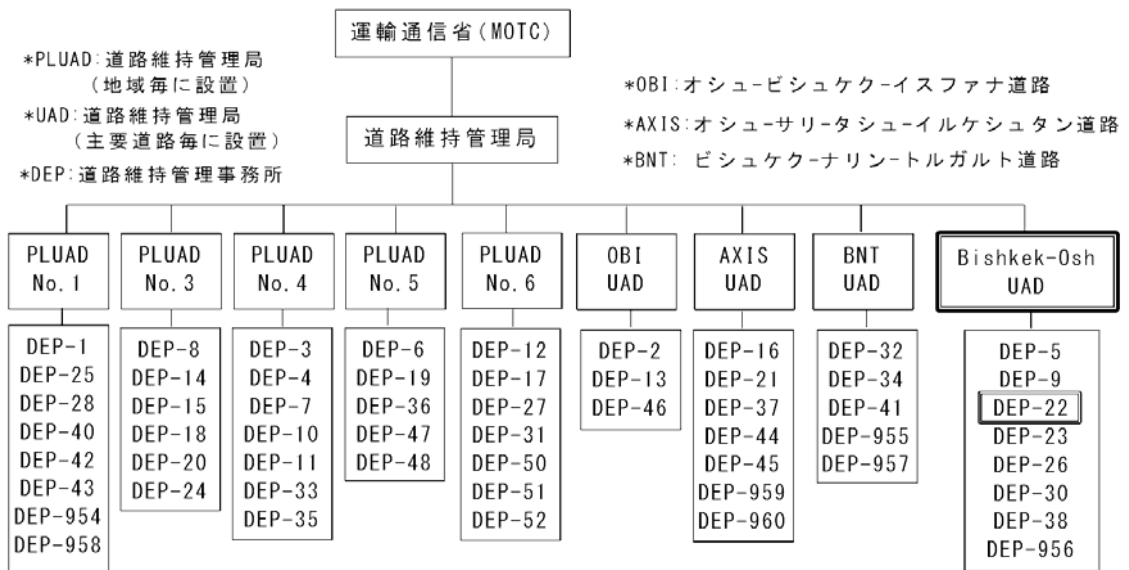 運輸通信省(MOTC)
*PLUAD:道路維持管理局
(地域毎に設置)
*UAD:道路維持管理局
(主要道路毎に設置)
*DEP:道路維持管理事務所
道路維持管理局
*OBI:オシュ-ビシュケク-イスファナ道路
*AXIS:オシュ-サリ-タシュ-イルケシュタン道路
*BNT: ビシュケク-ナリン-トルガルト道路
PLUAD
No.1
DEP-1
DEP-25
DEP-28
DEP-40
DEP-42
DEP-43
DEP-954
DEP-958
PLUAD
No.3
DEP-8
DEP-14
DEP-15
DEP-18
DEP-20
DEP-24
PLUAD
No.4
DEP-3
DEP-4
DEP-7
DEP-10
DEP-11
DEP-33
DEP-35
PLUAD
No.5
DEP-6
DEP-19
DEP-36
DEP-47
DEP-48
PLUAD
No.6
DEP-12
DEP-17
DEP-27
DEP-31
DEP-50
DEP-51
DEP-52
OBI
UAD
DEP-2
DEP-13
DEP-46
AXIS
UAD
DEP-16
DEP-21
DEP-37
DEP-44
DEP-45
DEP-959
DEP-960
BNT
UAD
DEP-32
DEP-34
DEP-41
DEP-955
DEP-957
Bishkek-Osh
UAD
DEP-5
DEP-9
DEP-22
DEP-23
DEP-26
DEP-30
DEP-38
DEP-956